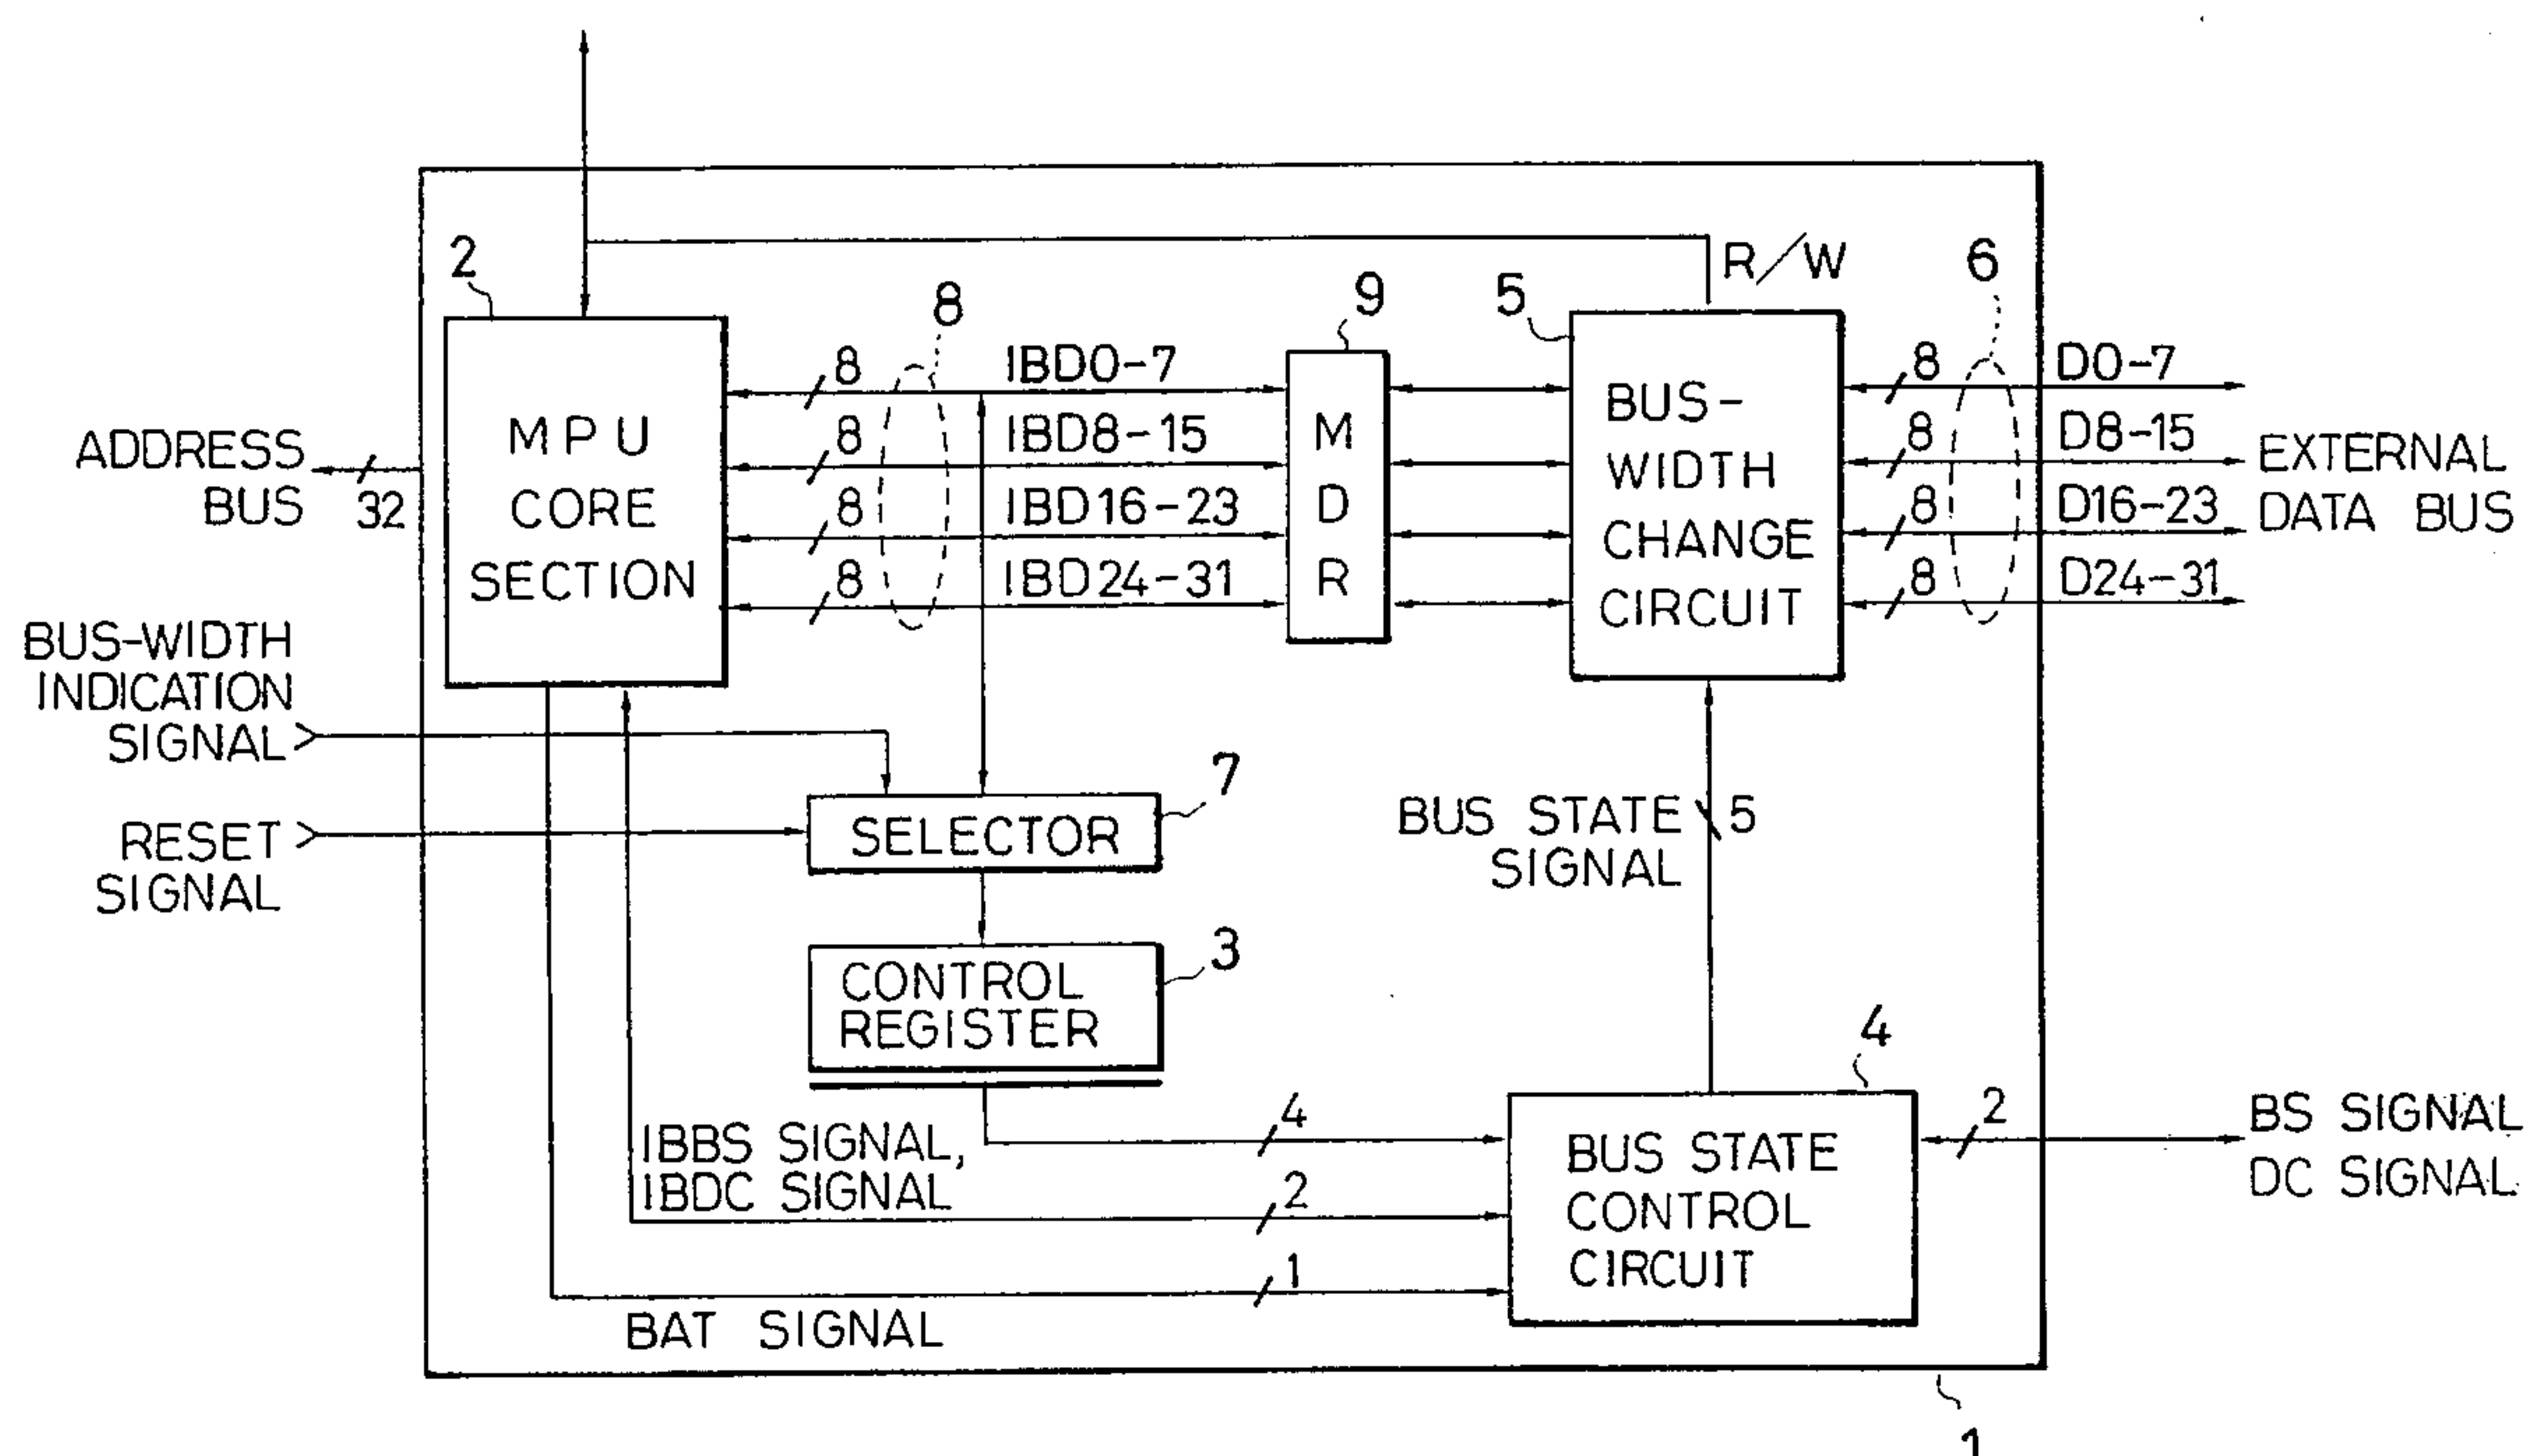 R/W
2
8
9
5
6
8
IBD0-7
8
D0-7
MPU
CORE
SECTION
8
IBD8-15
8
D8-15
8
IBD16-23
8
D16-23
8
IBD24-31
8
D24-31
M
D
R
BUS-
WIDTH
CHANGE
CIRCUIT
ADDRESS
BUS
32
EXTERNAL
DATA BUS
BUS-WIDTH
INDICATION
SIGNAL
RESET
SIGNAL
7
SELECTOR
BUS STATE
SIGNAL
5
3
CONTROL
REGISTER
4
4
2
BS SIGNAL
DC SIGNAL
IBBS SIGNAL,
IBDC SIGNAL
2
BUS STATE
CONTROL
CIRCUIT
1
BAT SIGNAL
1